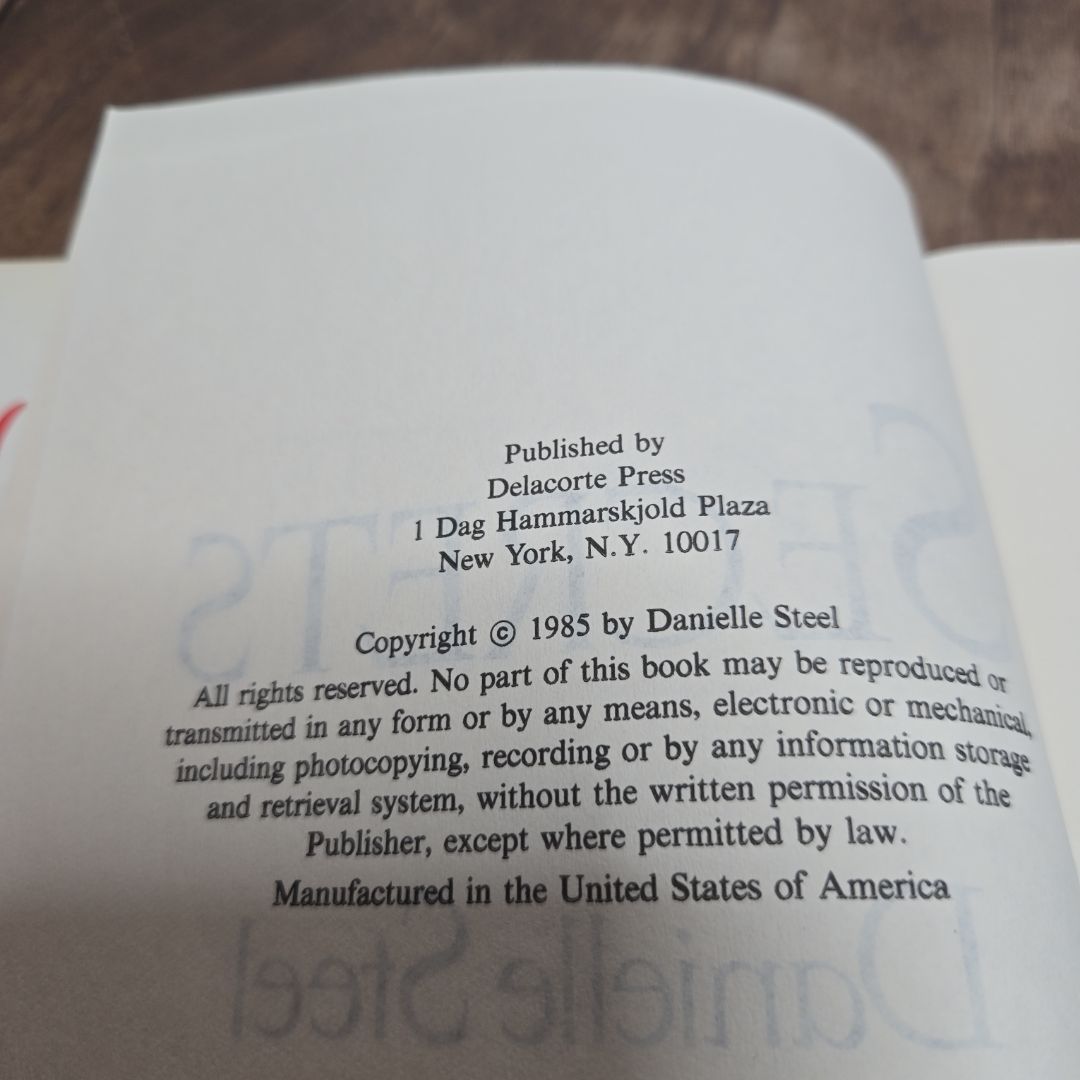 Published by
Delacorte Press
1 Dag Hammarskjold Plaza
New York, N.Y. 10017
Copyright © 1985 by Danielle Steel
All rights reserved. No part of this book may be reproduced or
transmitted in any form or by any means, electronic or mechanical,
including photocopying, recording or by any information storage
and retrieval system, without the written permission of the
Publisher, except where permitted by law.
Manufactured in the United States of America
SECRETS
Danielle Steel